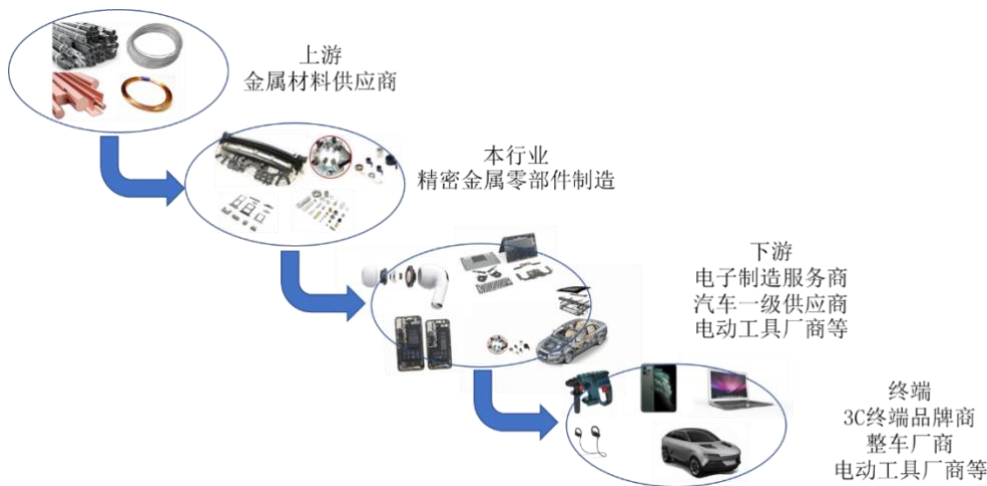 上游
金属材料供应商
本行业
精密金属零部件制造
下游
电子制造服务商
汽车一级供应商
电动工具厂商等
终端
3C终端品牌商
整车厂商
电动工具厂商等